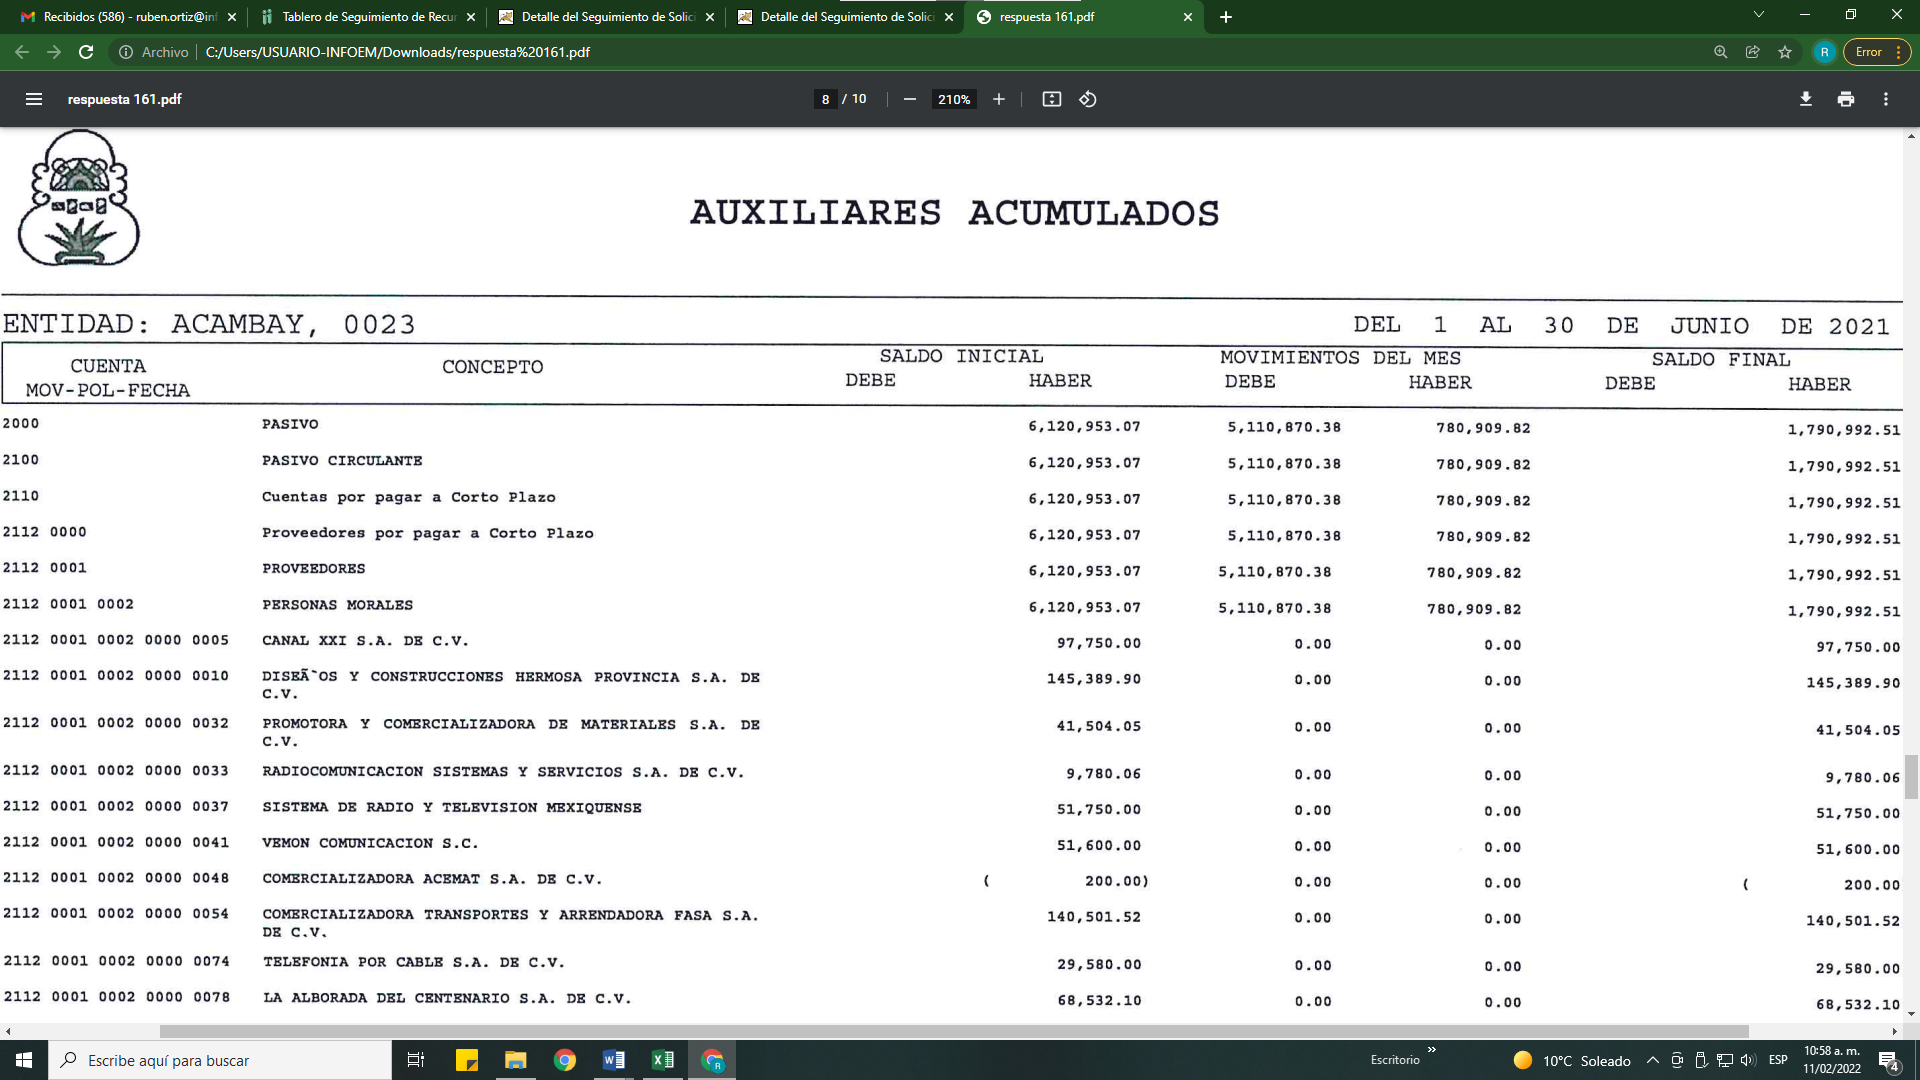 Recibidos (586) - ruben.ortiz@inf
Tablero de Seguimiento de Recur
Detalle del Seguimiento de Solici
Detalle del Seguimiento de Solici
respuesta 161.pdf
Archivo | C:/Users/USUARIO-INFOEM/Downloads/respuesta%20161.pdf
R Error
respuesta 161.pdf 8 / 10 210%
AUXILIARES ACUMULADOS
ENTIDAD: ACAMBAY, 0023 DEL 1 AL 30 DE JUNIO DE 2021
CUENTA CONCEPTO SALDO INICIAL MOVIMIENTOS DEL MES SALDO FINAL
MOV-POL-FECHA DEBE HABER DEBE HABER DEBE HABER
2000 PASIVO 6,120,953.07 5,110,870.38 780,909.82 1,790,992.51
2100 PASIVO CIRCULANTE 6,120,953.07 5,110,870.38 780,909.82 1,790,992.51
2110 Cuentas por pagar a Corto Plazo 6,120,953.07 5,110,870.38 780,909.82 1,790,992.51
2112 0000 Proveedores por pagar a Corto Plazo 6,120,953.07 5,110,870.38 780,909.82 1,790,992.51
2112 0001 PROVEEDORES 6,120,953.07 5,110,870.38 780,909.82 1,790,992.51
2112 0001 0002 PERSONAS MORALES 6,120,953.07 5,110,870.38 780,909.82 1,790,992.51
2112 0001 0002 0000 0005 CANAL XXI S.A. DE C.V. 97,750.00 0.00 0.00 97,750.00
2112 0001 0002 0000 0010 DISEÃ`OS Y CONSTRUCCIONES HERMOSA PROVINCIA S.A. DE 145,389.90 0.00 0.00 145,389.90
C.V.
2112 0001 0002 0000 0032 PROMOTORA Y COMERCIALIZADORA DE MATERIALES S.A. DE 41,504.05 0.00 0.00 41,504.05
C.V.
2112 0001 0002 0000 0033 RADIOCOMUNICACION SISTEMAS Y SERVICIOS S.A. DE C.V. 9,780.06 0.00 0.00 9,780.06
2112 0001 0002 0000 0037 SISTEMA DE RADIO Y TELEVISION MEXIQUENSE 51,750.00 0.00 0.00 51,750.00
2112 0001 0002 0000 0041 VEMON COMUNICACION S.C. 51,600.00 0.00 0.00 51,600.00
2112 0001 0002 0000 0048 COMERCIALIZADORA ACEMAT S.A. DE C.V. ( 200.00) 0.00 0.00 ( 200.00
2112 0001 0002 0000 0054 COMERCIALIZADORA TRANSPORTES Y ARRENDADORA FASA S.A. 140,501.52 0.00 0.00 140,501.52
DE C.V.
2112 0001 0002 0000 0074 TELEFONIA POR CABLE S.A. DE C.V. 29,580.00 0.00 0.00 29,580.00
2112 0001 0002 0000 0078 LA ALBORADA DEL CENTENARIO S.A. DE C.V. 68,532.10 0.00 0.00 68,532.10
Escribe aquí para buscar Escritorio » 10°C Soleado ESP 10:58 a. m.
11/02/2022 4